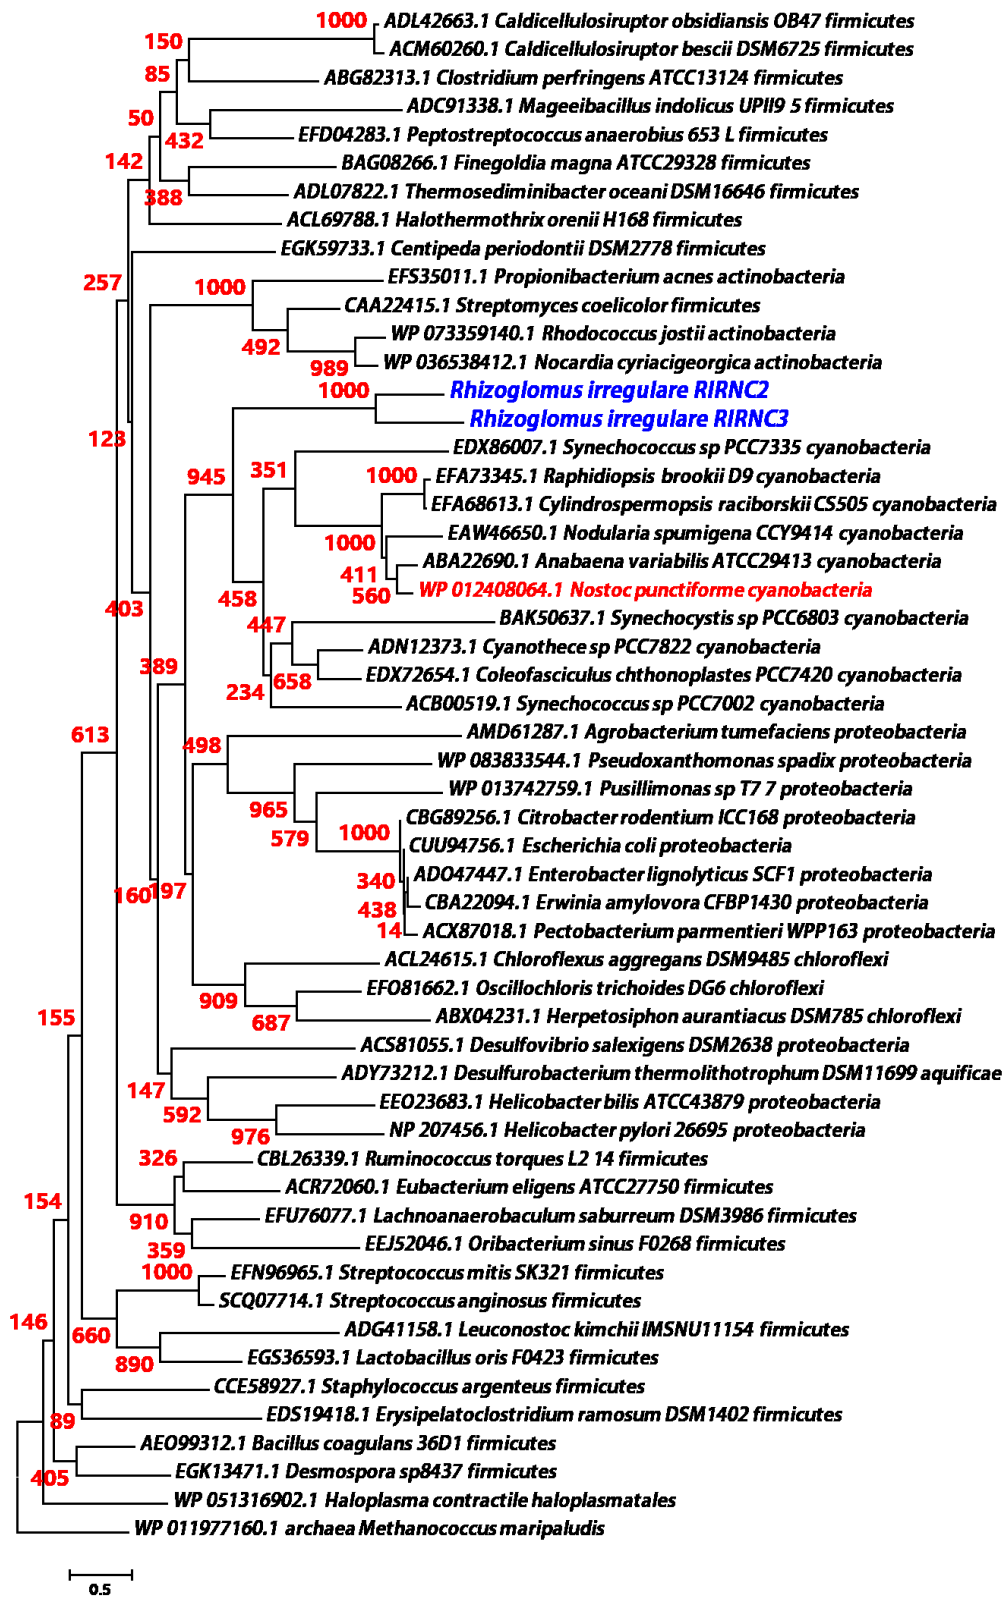 1000 ADL42663.1 Caldicellulosiruptor obsidiansis OB47 firmicutes
150 ACM60260.1 Caldicellulosiruptor bescii DSM6725 firmicutes
85 ABG82313.1 Clostridium perfringens ATCC13124 firmicutes
50 ADC91338.1 Mageeibacillus indolicus UPII9 5 firmicutes
432 EFD04283.1 Peptostreptococcus anaerobius 653 L firmicutes
142 BAG08266.1 Finegoldia magna ATCC29328 firmicutes
388 ADL07822.1 Thermosediminibacter oceani DSM16646 firmicutes
ACL69788.1 Halothermothrix orenii H168 firmicutes
EGK59733.1 Centipeda periodontii DSM2778 firmicutes
257 1000 EFS35011.1 Propionibacterium acnes actinobacteria
CAA22415.1 Streptomyces coelicolor firmicutes
492 WP 073359140.1 Rhodococcus jostii actinobacteria
989 WP 036538412.1 Nocardia cyriacigeorgica actinobacteria
1000 Rhizoglomus irregulare RIRNC2
Rhizoglomus irregulare RIRNC3
123 EDX86007.1 Synechococcus sp PCC7335 cyanobacteria
945 351 1000 EFA73345.1 Raphidiopsis brookii D9 cyanobacteria
EFA68613.1 Cylindrospermopsis raciborskii CS505 cyanobacteria
1000 EAW46650.1 Nodularia spumigena CCY9414 cyanobacteria
411 ABA22690.1 Anabaena variabilis ATCC29413 cyanobacteria
560 WP 012408064.1 Nostoc punctiforme cyanobacteria
403 458 447 BAK50637.1 Synechocystis sp PCC6803 cyanobacteria
ADN12373.1 Cyanothece sp PCC7822 cyanobacteria
389 658 EDX72654.1 Coleofasciculus chthonoplastes PCC7420 cyanobacteria
234 ACB00519.1 Synechococcus sp PCC7002 cyanobacteria
613 498 AMD61287.1 Agrobacterium tumefaciens proteobacteria
WP 083833544.1 Pseudoxanthomonas spadix proteobacteria
965 WP 013742759.1 Pusillimonas sp T7 7 proteobacteria
579 1000 CBG89256.1 Citrobacter rodentium ICC168 proteobacteria
CUU94756.1 Escherichia coli proteobacteria
340 ADO47447.1 Enterobacter lignolyticus SCF1 proteobacteria
160 197 438 CBA22094.1 Erwinia amylovora CFBP1430 proteobacteria
14 ACX87018.1 Pectobacterium parmentieri WPP163 proteobacteria
ACL24615.1 Chloroflexus aggregans DSM9485 chloroflexi
909 EFO81662.1 Oscillochloris trichoides DG6 chloroflexi
155 687 ABX04231.1 Herpetosiphon aurantiacus DSM785 chloroflexi
ACS81055.1 Desulfovibrio salexigens DSM2638 proteobacteria
147 ADY73212.1 Desulfurobacterium thermolithotrophum DSM11699 aquificae
592 EEO23683.1 Helicobacter bilis ATCC43879 proteobacteria
976 NP 207456.1 Helicobacter pylori 26695 proteobacteria
326 CBL26339.1 Ruminococcus torques L2 14 firmicutes
154 ACR72060.1 Eubacterium eligens ATCC27750 firmicutes
910 EFU76077.1 Lachnoanaerobaculum saburreum DSM3986 firmicutes
359 EEJ52046.1 Oribacterium sinus F0268 firmicutes
1000 EFN96965.1 Streptococcus mitis SK321 firmicutes
SCQ07714.1 Streptococcus anginosus firmicutes
146 660 ADG41158.1 Leuconostoc kimchii IMSNU11154 firmicutes
890 EGS36593.1 Lactobacillus oris F0423 firmicutes
CCE58927.1 Staphylococcus argenteus firmicutes
89 EDS19418.1 Erysipelatoclostridium ramosum DSM1402 firmicutes
AEO99312.1 Bacillus coagulans 36D1 firmicutes
405 EGK13471.1 Desmospora sp8437 firmicutes
WP 051316902.1 Haloplasma contractile haloplasmatales
WP 011977160.1 archaea Methanococcus maripaludis
0.5